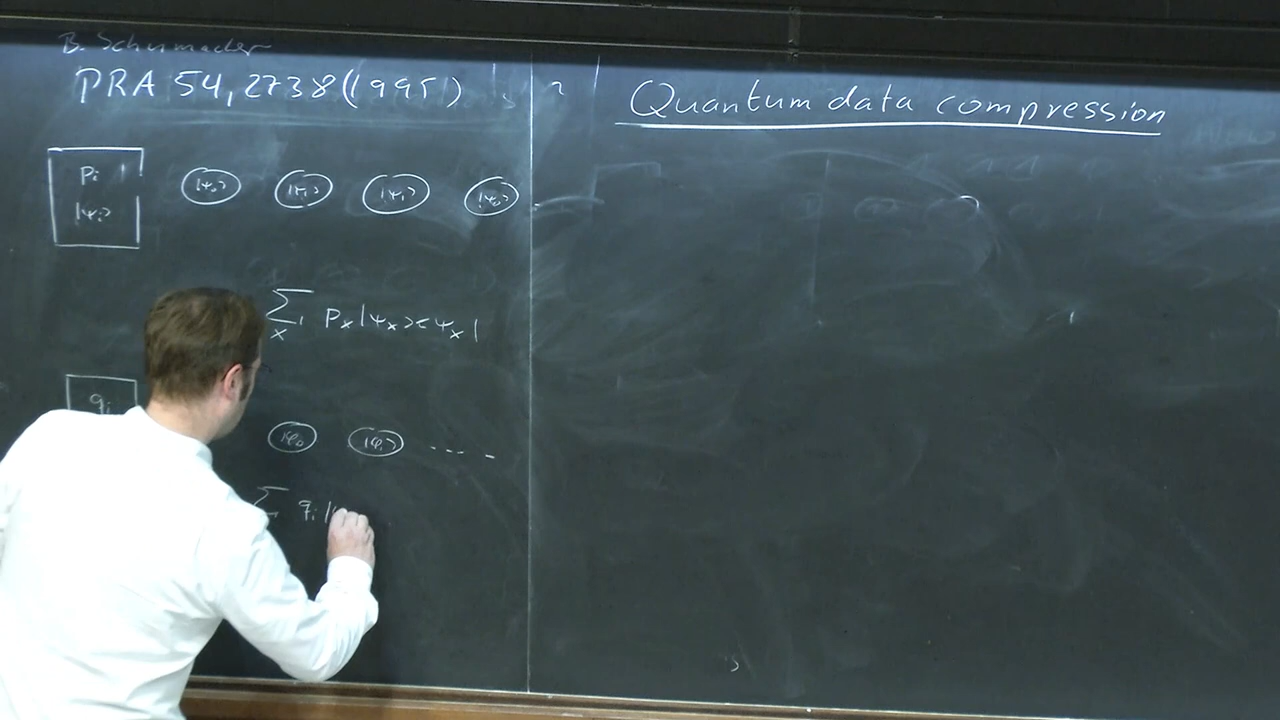 B. Schumacher
PRA 54, 2738 (1995)
Quantum data compression
Pi
|ψi>
|ψ0> |ψ1> |ψ1> |ψ0>
∑x Px |ψx><ψx|
qi
|φ0> |φ1> ....
∑ qi |